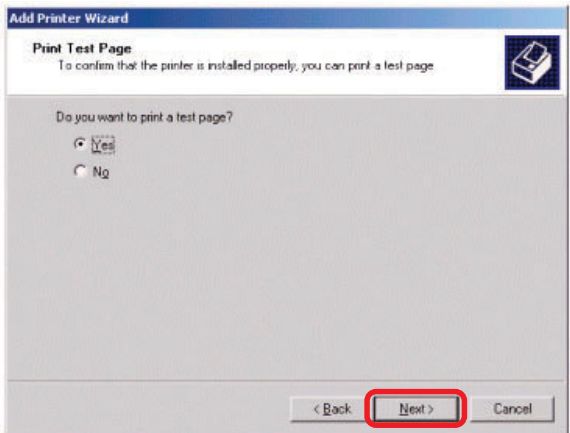 Add Printer Wizard
Print Test Page
To confirm that the printer is installed properly, you can print a test page
Do you want to print a test page?
Yes
No
< Back
Next >
Cancel